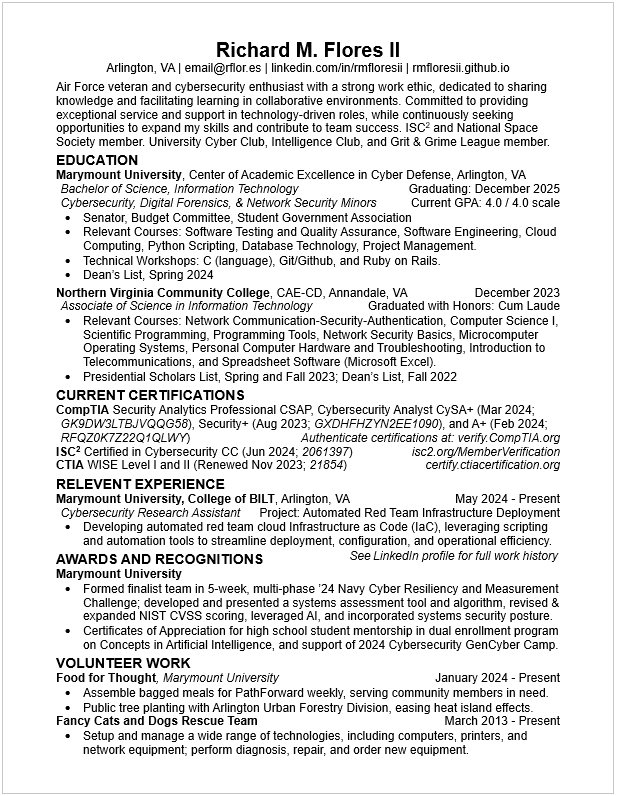 Richard M. Flores II
Arlington, VA | email@rflor.es | linkedin.com/in/rmfloresii | rmfloresii.github.io
Air Force veteran and cybersecurity enthusiast with a strong work ethic, dedicated to sharing
knowledge and facilitating learning in collaborative environments. Committed to providing
exceptional service and support in technology-driven roles, while continuously seeking
opportunities to expand my skills and contribute to team success. ISC² and National Space
Society member. University Cyber Club, Intelligence Club, and Grit & Grime League member.
EDUCATION
Marymount University, Center of Academic Excellence in Cyber Defense, Arlington, VA
Bachelor of Science, Information Technology Graduating: December 2025
Cybersecurity, Digital Forensics, & Network Security Minors Current GPA: 4.0 / 4.0 scale
• Senator, Budget Committee, Student Government Association
• Relevant Courses: Software Testing and Quality Assurance, Software Engineering, Cloud
Computing, Python Scripting, Database Technology, Project Management.
• Technical Workshops: C (language), Git/Github, and Ruby on Rails.
• Dean's List, Spring 2024
Northern Virginia Community College, CAE-CD, Annandale, VA December 2023
Associate of Science in Information Technology Graduated with Honors: Cum Laude
• Relevant Courses: Network Communication-Security-Authentication, Computer Science I,
Scientific Programming, Programming Tools, Network Security Basics, Microcomputer
Operating Systems, Personal Computer Hardware and Troubleshooting, Introduction to
Telecommunications, and Spreadsheet Software (Microsoft Excel).
• Presidential Scholars List, Spring and Fall 2023; Dean's List, Fall 2022
CURRENT CERTIFICATIONS
CompTIA Security Analytics Professional CSAP, Cybersecurity Analyst CySA+ (Mar 2024;
GK9DW3LTBJVQQG58), Security+ (Aug 2023; GXDHFHZYN2EE1090), and A+ (Feb 2024;
RFQZ0K7Z22Q1QLWY) Authenticate certifications at: verify.CompTIA.org
ISC² Certified in Cybersecurity CC (Jun 2024; 2061397) isc2.org/MemberVerification
CTIA WISE Level I and II (Renewed Nov 2023; 21854) certify.ctiacertification.org
RELEVENT EXPERIENCE
Marymount University, College of BILT, Arlington, VA May 2024 - Present
Cybersecurity Research Assistant Project: Automated Red Team Infrastructure Deployment
• Developing automated red team cloud Infrastructure as Code (IaC), leveraging scripting
and automation tools to streamline deployment, configuration, and operational efficiency.
AWARDS AND RECOGNITIONS See LinkedIn profile for full work history
Marymount University
• Formed finalist team in 5-week, multi-phase '24 Navy Cyber Resiliency and Measurement
Challenge; developed and presented a systems assessment tool and algorithm, revised &
expanded NIST CVSS scoring, leveraged AI, and incorporated systems security posture.
• Certificates of Appreciation for high school student mentorship in dual enrollment program
on Concepts in Artificial Intelligence, and support of 2024 Cybersecurity GenCyber Camp.
VOLUNTEER WORK
Food for Thought, Marymount University January 2024 - Present
• Assemble bagged meals for PathForward weekly, serving community members in need.
• Public tree planting with Arlington Urban Forestry Division, easing heat island effects.
Fancy Cats and Dogs Rescue Team March 2013 - Present
• Setup and manage a wide range of technologies, including computers, printers, and
network equipment; perform diagnosis, repair, and order new equipment.